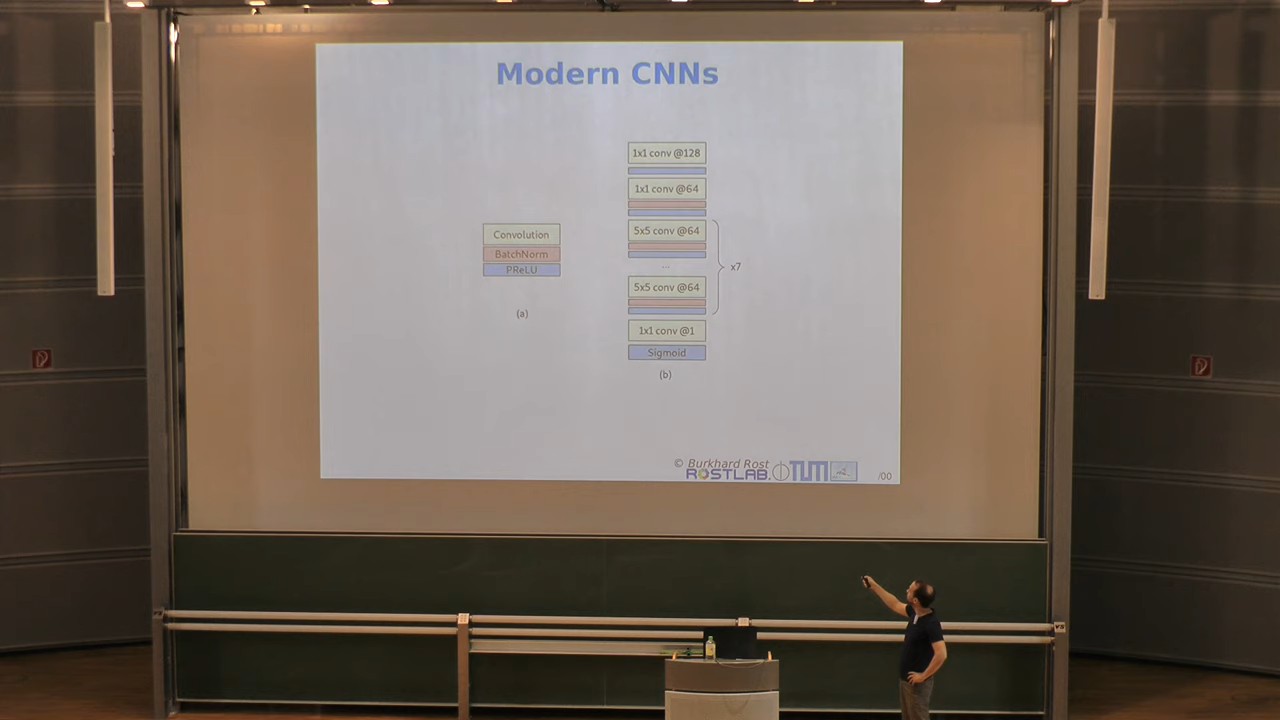 Modern CNNs
Convolution
BatchNorm
PReLU
(a)
1x1 conv @128
1x1 conv @64
5x5 conv @64
...
5x5 conv @64
x7
1x1 conv @1
Sigmoid
(b)
© Burkhard Rost
ROSTLAB.
TUM
/00